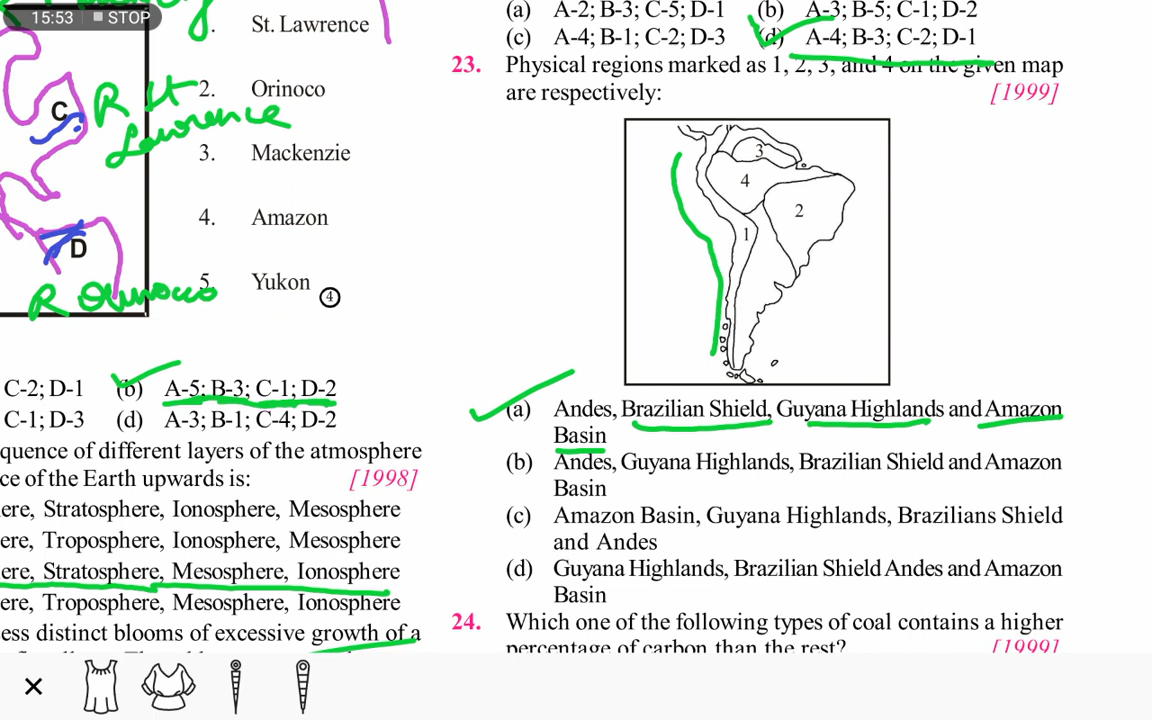 15:53 STOP
1. St. Lawrence
2. Orinoco
3. Mackenzie
4. Amazon
5. Yukon
4
C
R St
Lawrence
D
R Orinoco
C-2; D-1 (b) A-5; B-3; C-1; D-2
C-1; D-3 (d) A-3; B-1; C-4; D-2
quence of different layers of the atmosphere
ce of the Earth upwards is: [1998]
ere, Stratosphere, Ionosphere, Mesosphere
ere, Troposphere, Ionosphere, Mesosphere
ere, Stratosphere, Mesosphere, Ionosphere
ere, Troposphere, Mesosphere, Ionosphere
ess distinct blooms of excessive growth of a
(a) A-2; B-3; C-5; D-1 (b) A-3; B-5; C-1; D-2
(c) A-4; B-1; C-2; D-3 (d) A-4; B-3; C-2; D-1
23. Physical regions marked as 1, 2, 3, and 4 on the given map
are respectively: [1999]
3
4
2
1
(a) Andes, Brazilian Shield, Guyana Highlands and Amazon
Basin
(b) Andes, Guyana Highlands, Brazilian Shield and Amazon
Basin
(c) Amazon Basin, Guyana Highlands, Brazilians Shield
and Andes
(d) Guyana Highlands, Brazilian Shield Andes and Amazon
Basin
24. Which one of the following types of coal contains a higher
percentage of carbon than the rest? [1999]